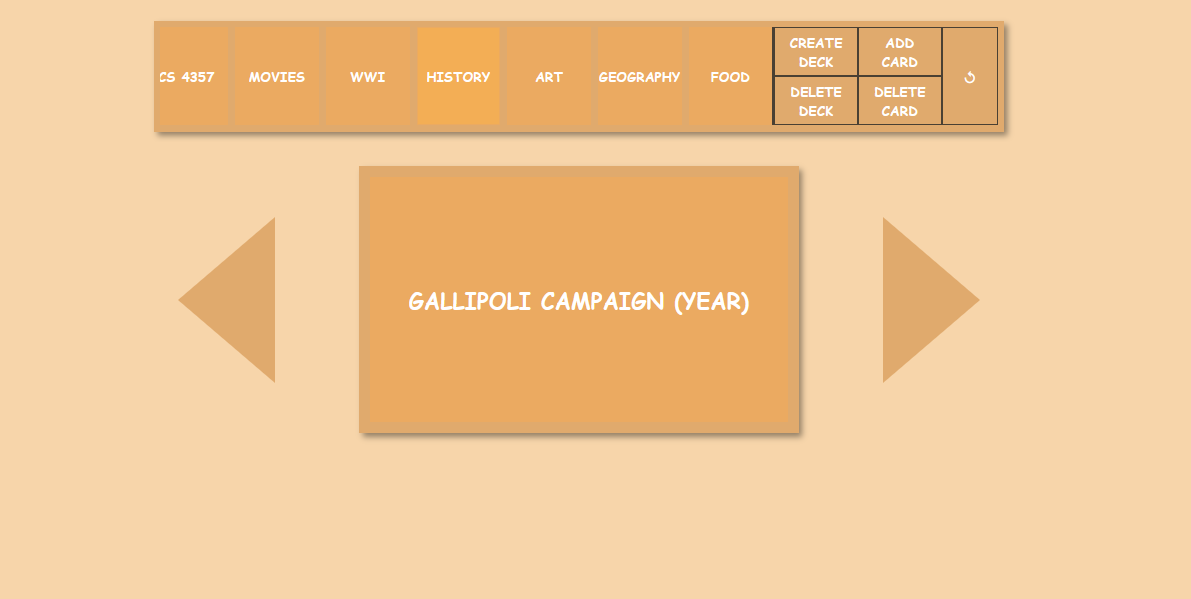 CS 4357
MOVIES
WWI
HISTORY
ART
GEOGRAPHY
FOOD
CREATE
DECK
ADD
CARD
DELETE
DECK
DELETE
CARD
GALLIPOLI CAMPAIGN (YEAR)